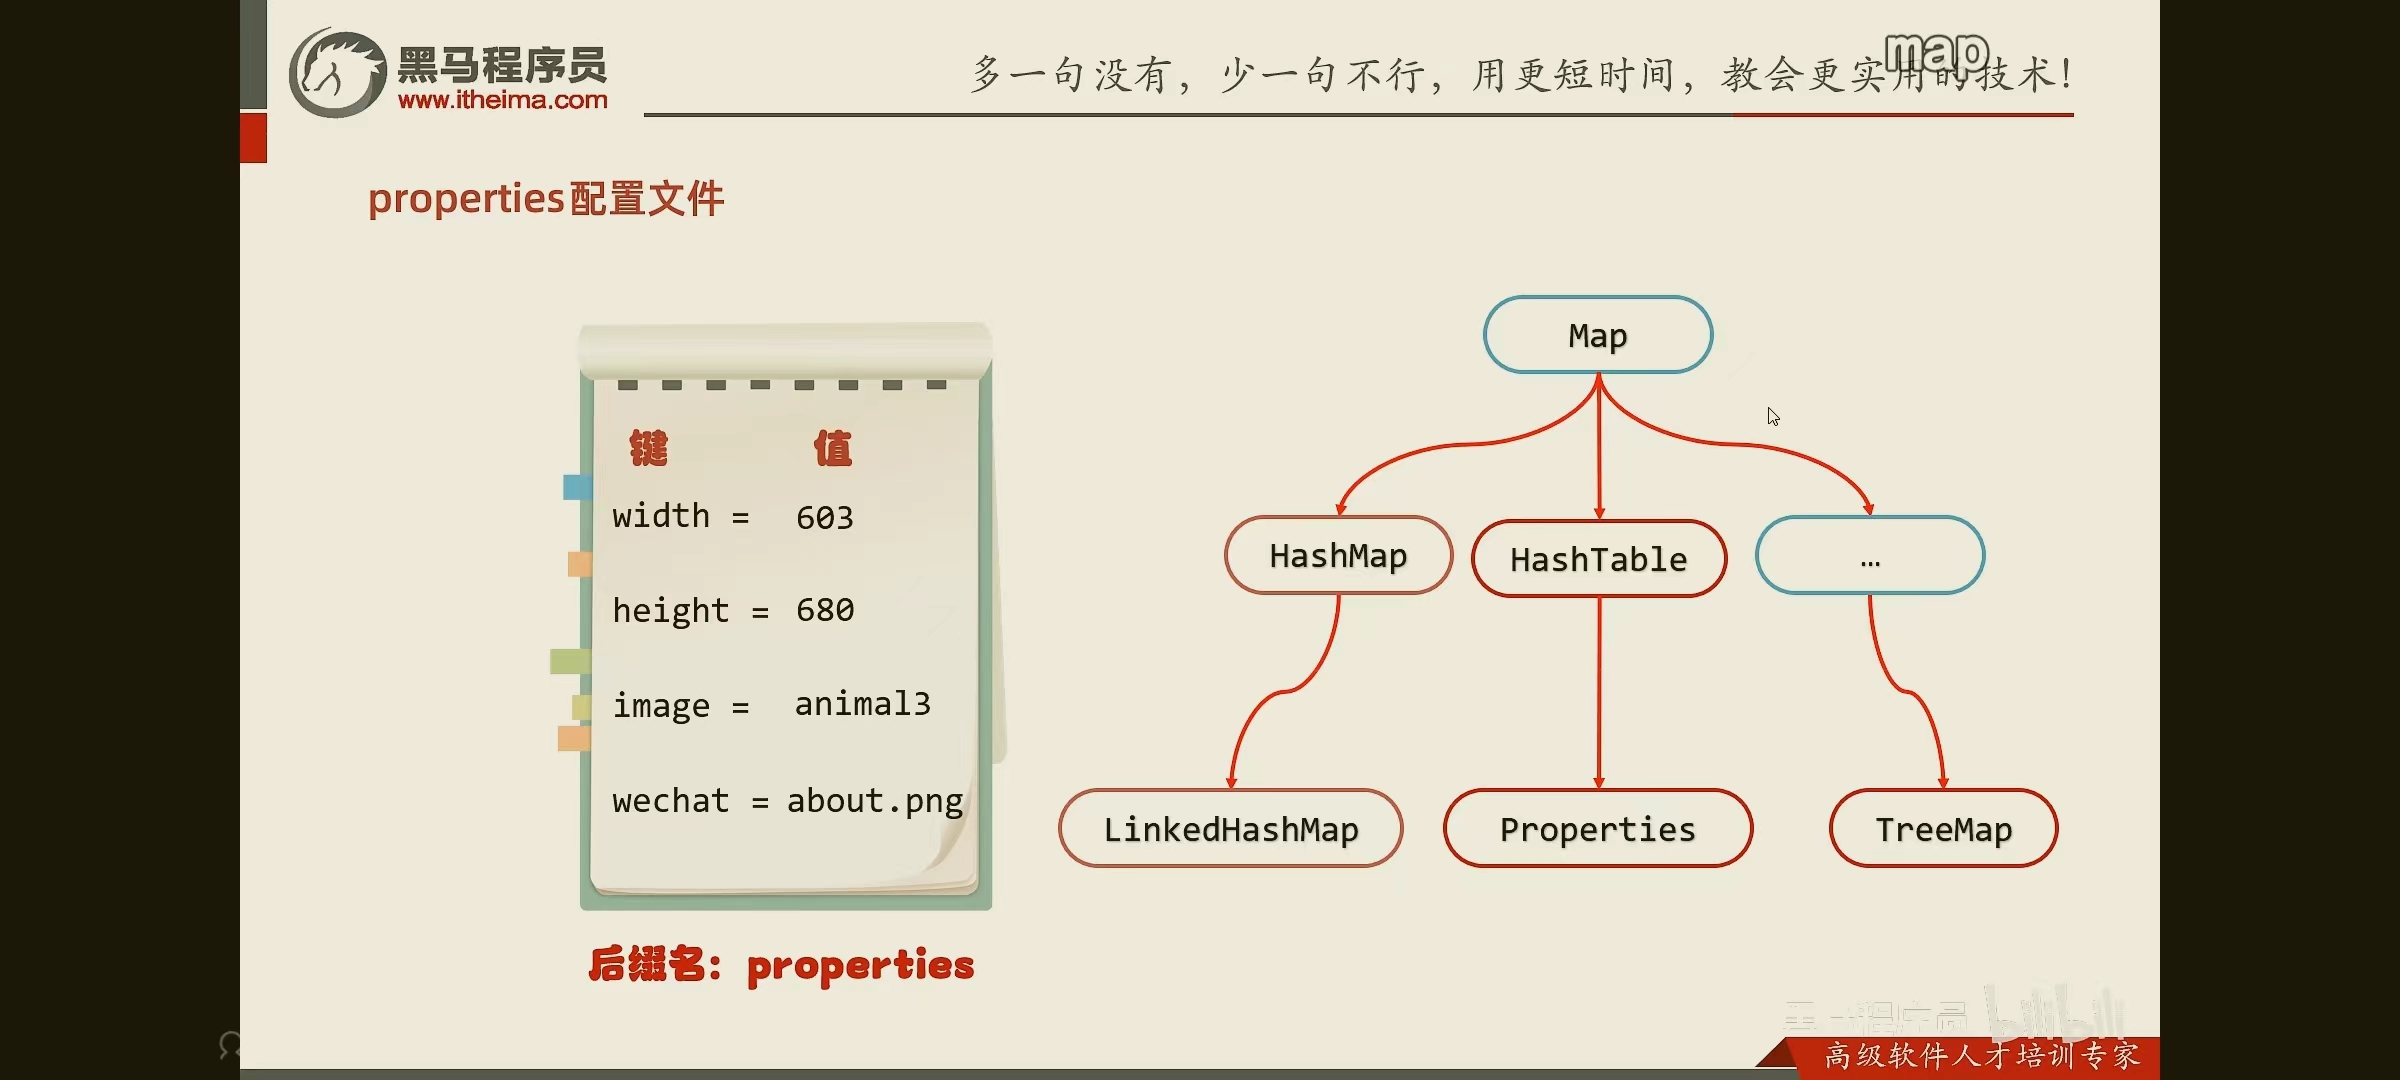 黑马程序员
www.itheima.com
多一句没有，少一句不行，用更短时间，教会更实用的技术！
map
properties配置文件
键 值
width = 603
height = 680
image = animal3
wechat = about.png
后缀名：properties
Map
HashMap
HashTable
…
LinkedHashMap
Properties
TreeMap
bilibili
高级软件人才培训专家